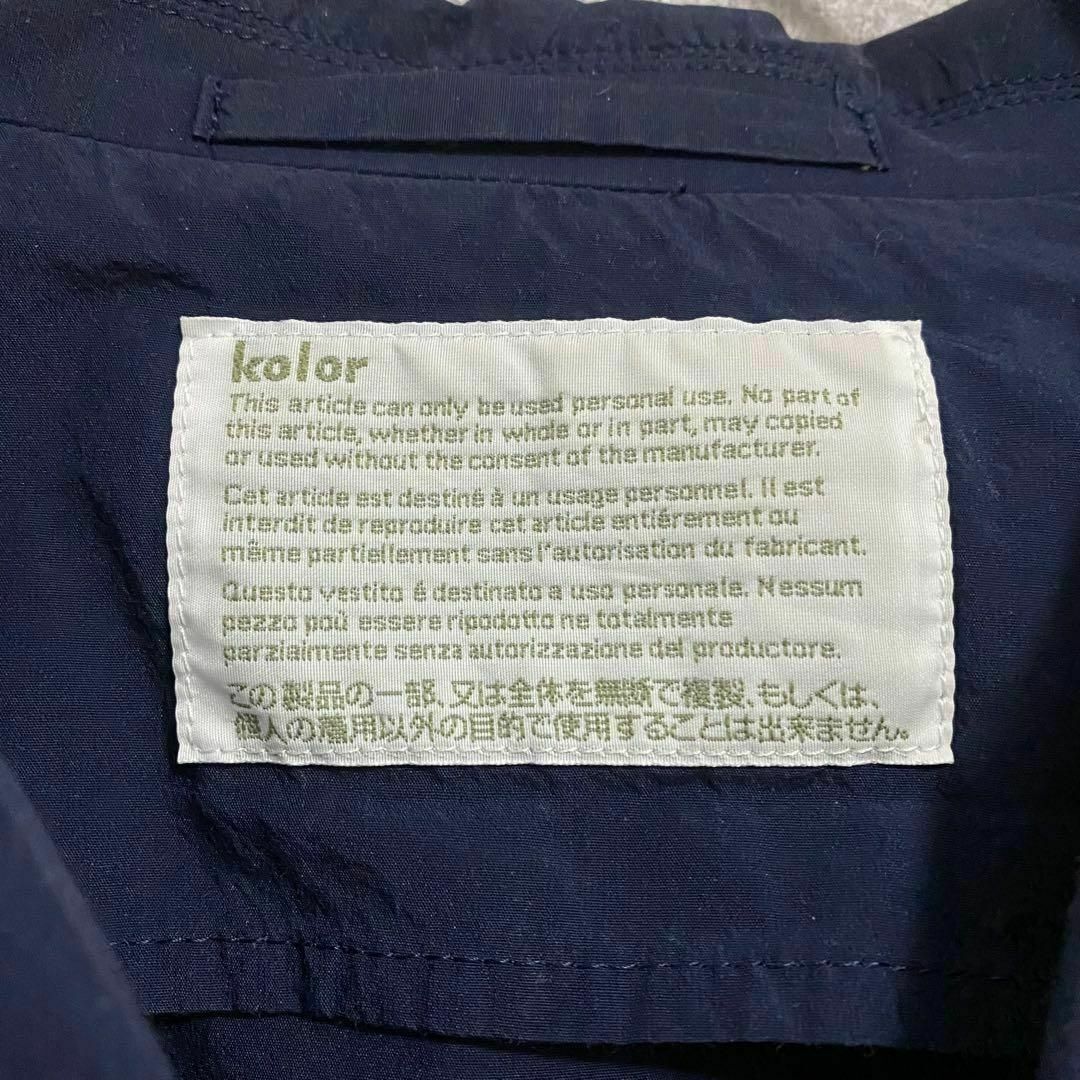 kolor
This article can only be used personal use. No part of
this article, whether in whole or in part, may copied
or used without the consent of the manufacturer.
Cet article est destiné à un usage personnel. Il est
interdit de reproduire cet article entiérement ou
même partiellement sans l'autorisation du fabricant.
Questo vestito é destinato a uso personale. Nessum
pezzo poù essere ripodotto ne totalmente
parziaimente senza autorizzazione del productore.
この製品の一部、又は全体を無断で複製、もしくは、
個人の着用以外の目的で使用することは出来ません。